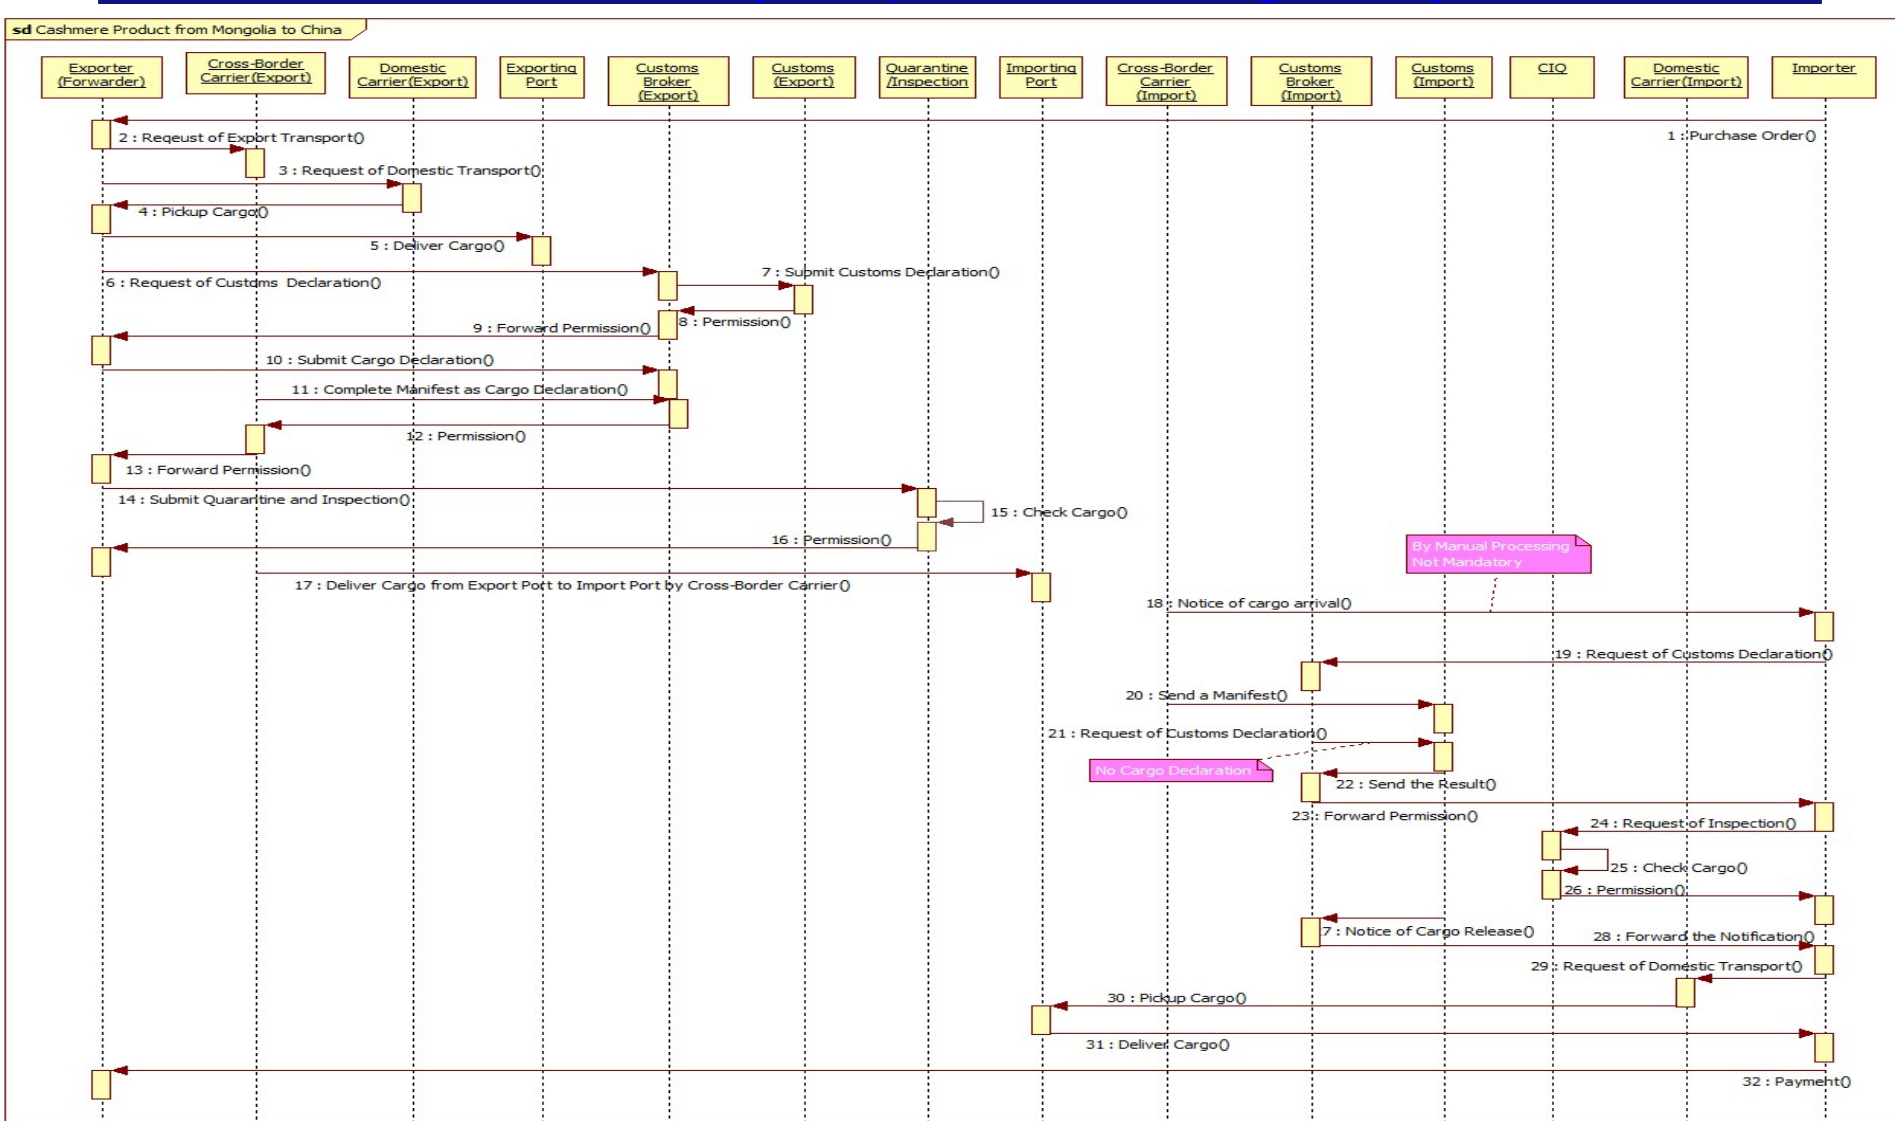 sd Cashmere Product from Mongolia to China
Exporter
(Forwarder)
Cross-Border
Carrier(Export)
Domestic
Carrier(Export)
Exporting
Port
Customs
Broker
(Export)
Customs
(Export)
Quarantine
/Inspection
Importing
Port
Cross-Border
Carrier
(Import)
Customs
Broker
(Import)
Customs
(Import)
CIQ
Domestic
Carrier(Import)
Importer
1 : Purchase Order()
2 : Reqeust of Export Transport()
3 : Request of Domestic Transport()
4 : Pickup Cargo()
5 : Deliver Cargo()
6 : Request of Customs Declaration()
7 : Submit Customs Declaration()
8 : Permission()
9 : Forward Permission()
10 : Submit Cargo Declaration()
11 : Complete Manifest as Cargo Declaration()
12 : Permission()
13 : Forward Permission()
14 : Submit Quarantine and Inspection()
15 : Check Cargo()
16 : Permission()
17 : Deliver Cargo from Export Port to Import Port by Cross-Border Carrier()
By Manual Processing
Not Mandatory
18 : Notice of cargo arrival()
19 : Request of Customs Declaration()
20 : Send a Manifest()
21 : Request of Customs Declaration()
No Cargo Declaration
22 : Send the Result()
23 : Forward Permission()
24 : Request of Inspection()
25 : Check Cargo()
26 : Permission()
7 : Notice of Cargo Release()
28 : Forward the Notification()
29 : Request of Domestic Transport()
30 : Pickup Cargo()
31 : Deliver Cargo()
32 : Payment()